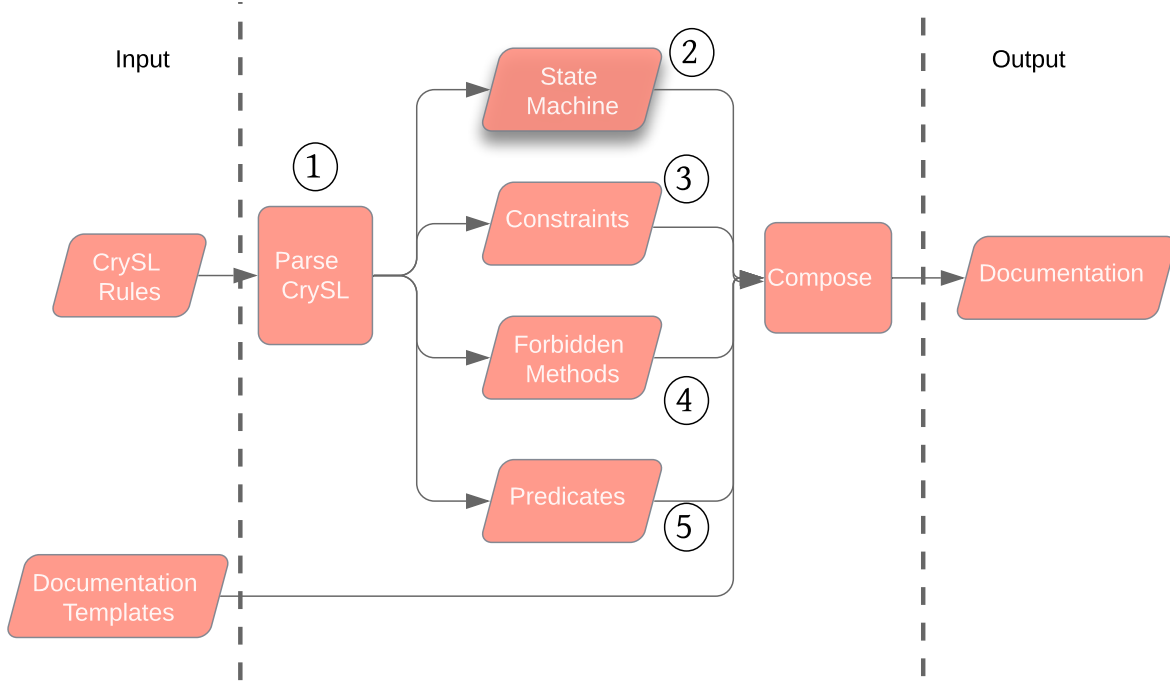 Input
Output
State
Machine
2
1
3
Constraints
CrySL
Rules
Parse
CrySL
Compose
Documentation
Forbidden
Methods
4
Predicates
5
Documentation
Templates